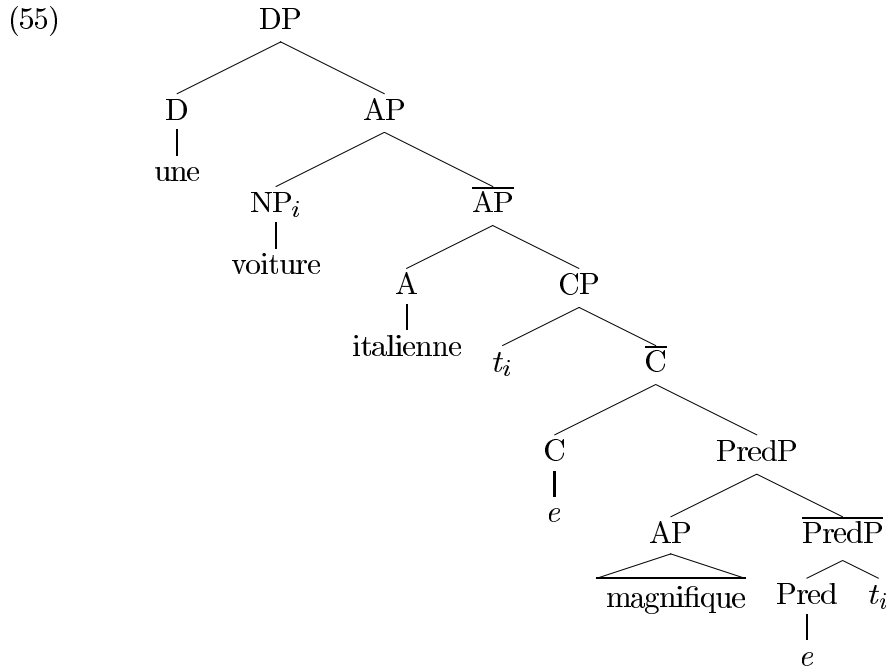 (55) DP
D AP
une
NPi A̅P̅
voiture
A CP
italienne
ti C̅
C PredP
e
AP P̅r̅e̅d̅P̅
magnifique Pred ti
e